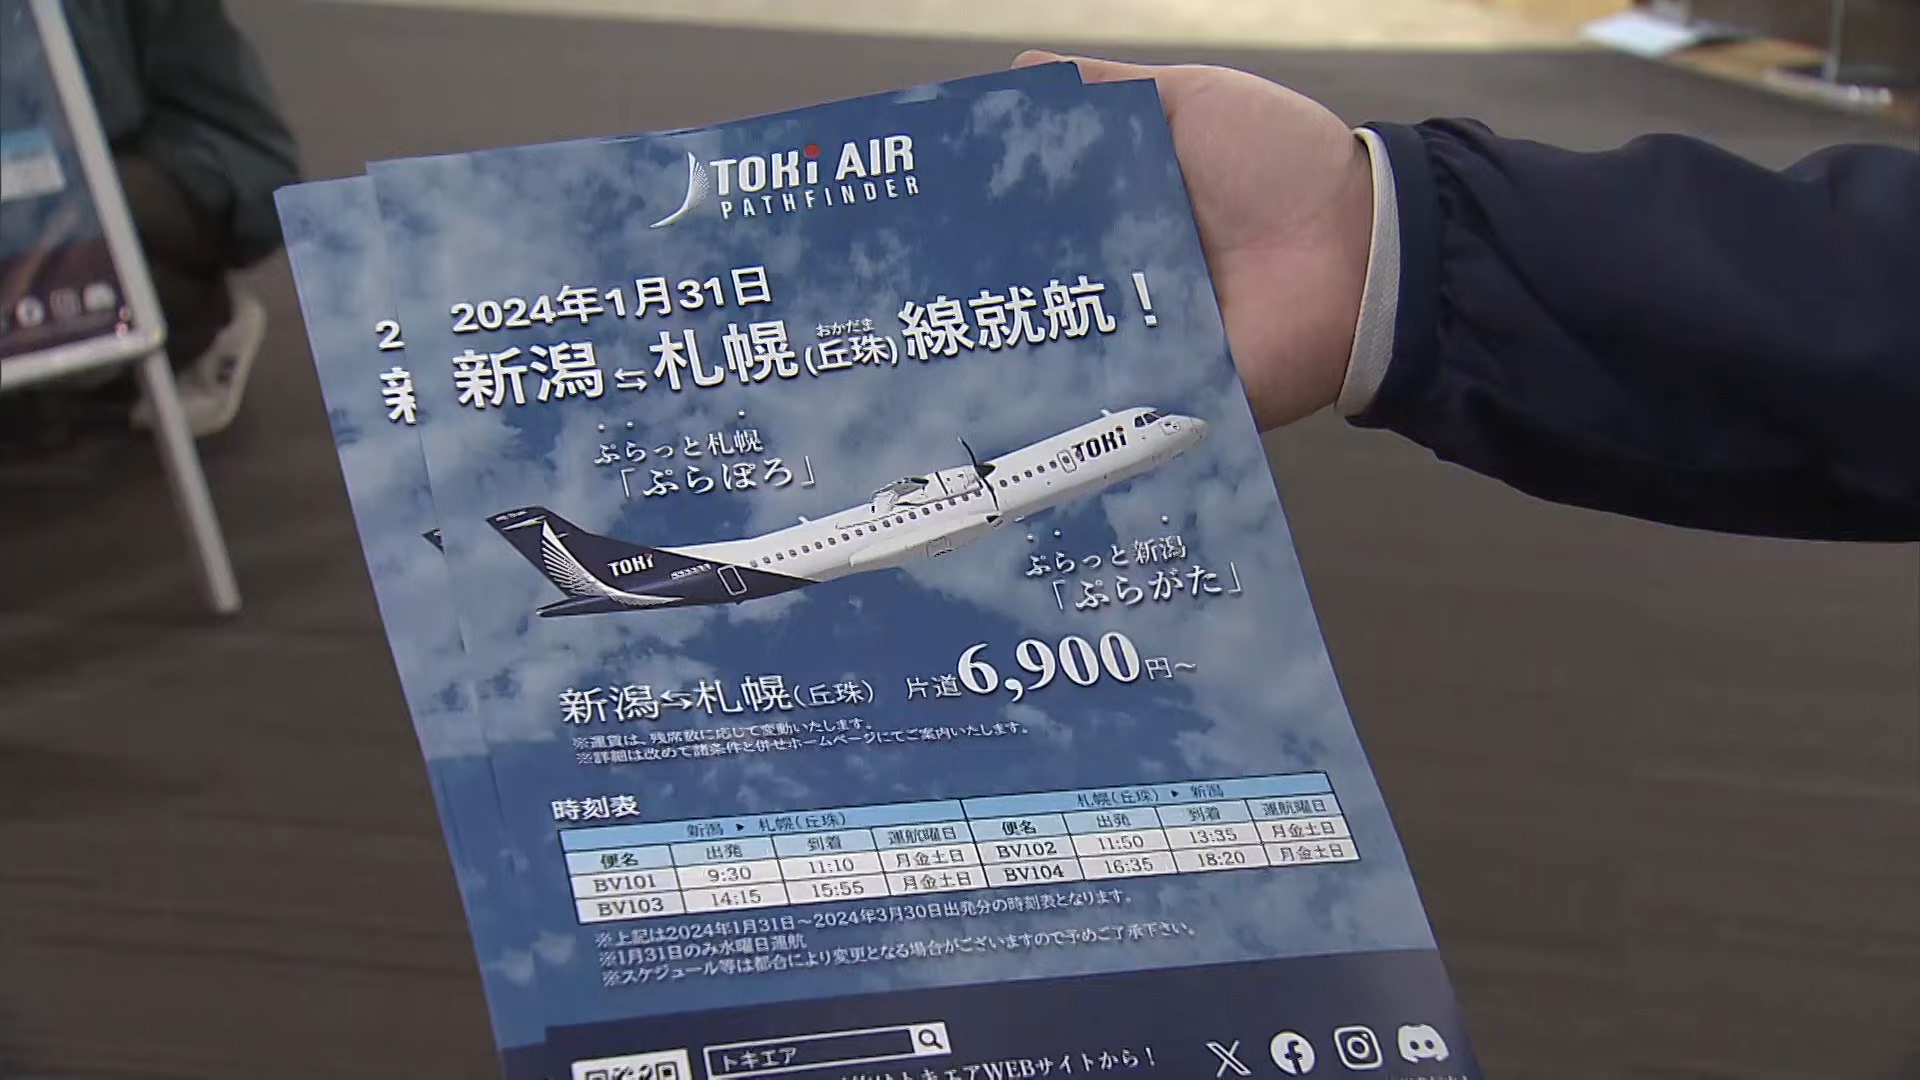 TOKi AIR
PATHFINDER
2024年1月31日
おかだま
新潟⇆札幌(丘珠)線就航！
2
新
ぷらっと札幌
「ぷらぽろ」
TOKi
TOKi
ぷらっと新潟
「ぷらがた」
新潟⇆札幌(丘珠) 片道6,900円~
※運賃は、残席数に応じて変動いたします。
※詳細は改めて諸条件と併せホームページにてご案内いたします。
時刻表
新潟 ▶ 札幌(丘珠) 札幌(丘珠) ▶ 新潟
便名 出発 到着 運航曜日 便名 出発 到着 運航曜日
BV101 9:30 11:10 月金土日 BV102 11:50 13:35 月金土日
BV103 14:15 15:55 月金土日 BV104 16:35 18:20 月金土日
※上記は2024年1月31日~2024年3月30日出発分の時刻表となります。
※1月31日のみ水曜日運航
※スケジュール等は都合により変更となる場合がございますので予めご了承下さい。
トキエア
トキエアWEBサイトから！